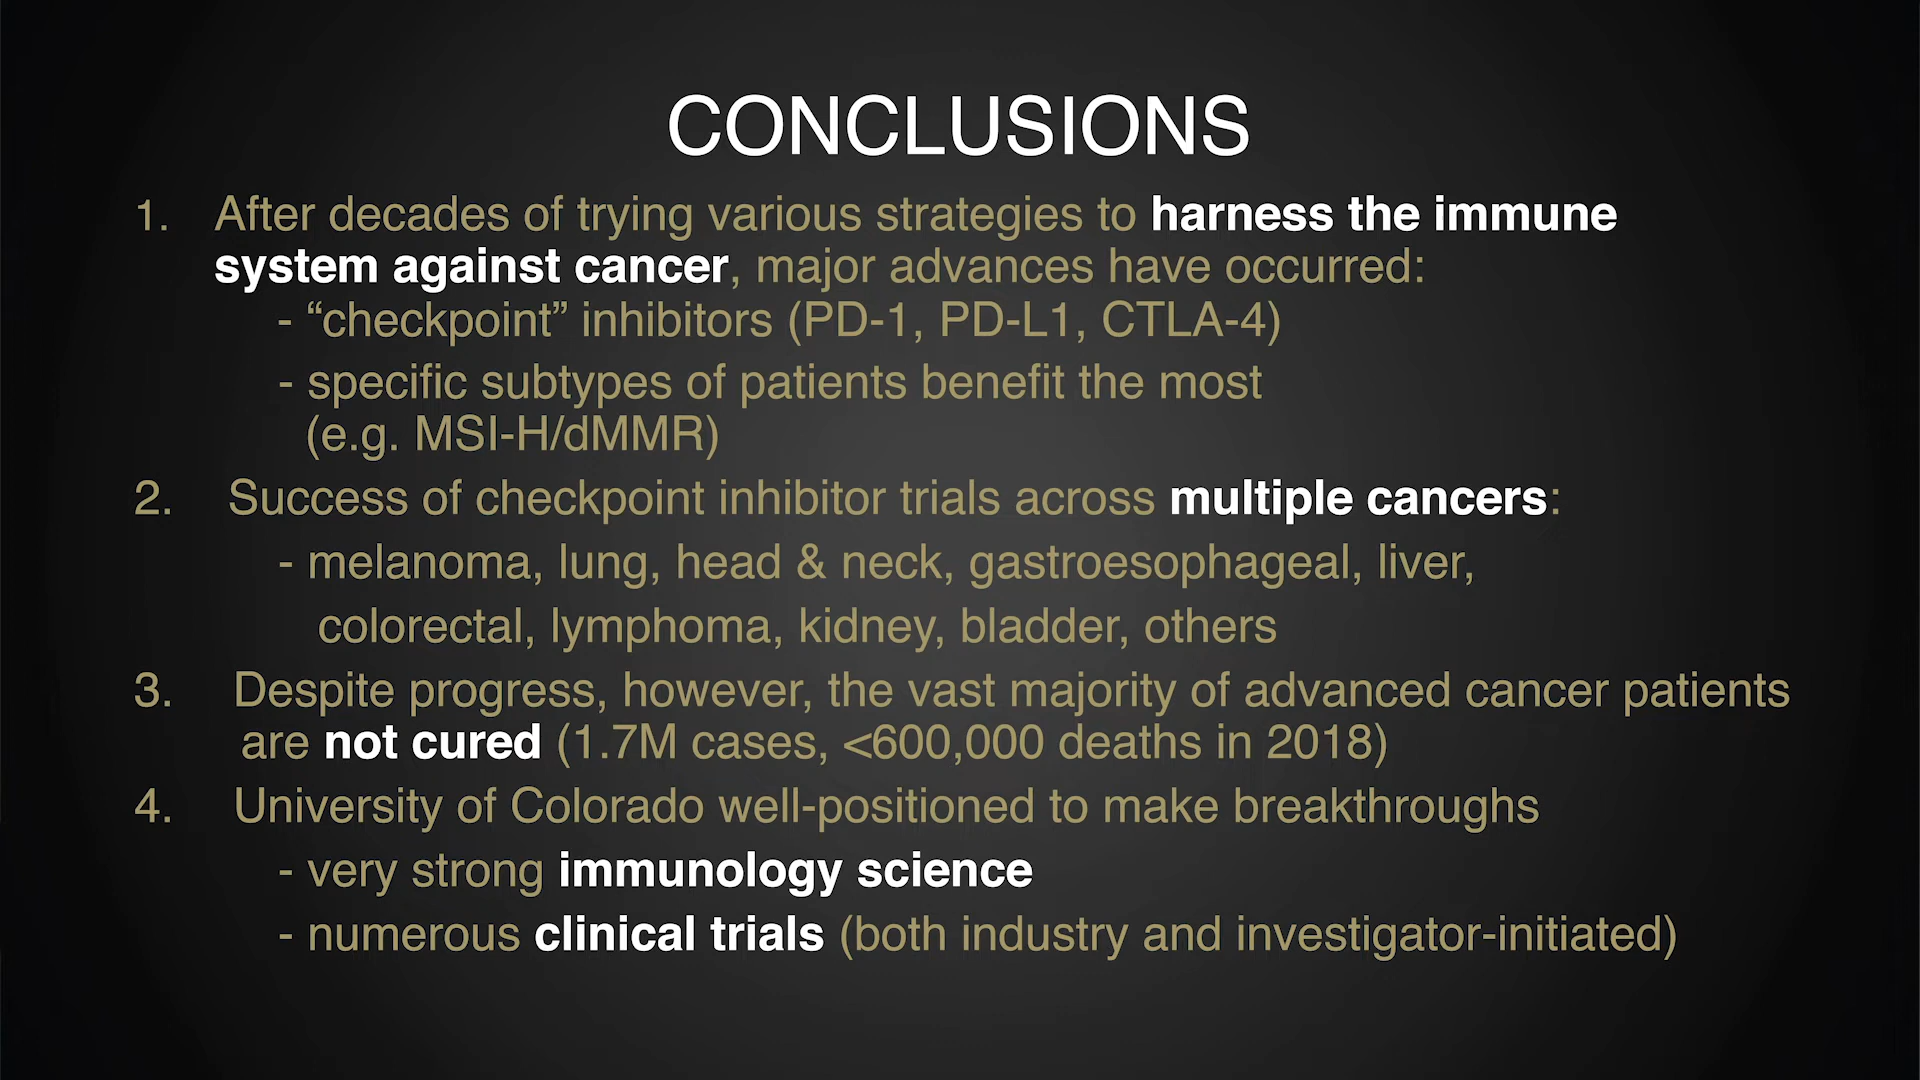 CONCLUSIONS
1. After decades of trying various strategies to harness the immune
system against cancer, major advances have occurred:
- “checkpoint” inhibitors (PD-1, PD-L1, CTLA-4)
- specific subtypes of patients benefit the most
(e.g. MSI-H/dMMR)
2. Success of checkpoint inhibitor trials across multiple cancers:
- melanoma, lung, head & neck, gastroesophageal, liver,
colorectal, lymphoma, kidney, bladder, others
3. Despite progress, however, the vast majority of advanced cancer patients
are not cured (1.7M cases, <600,000 deaths in 2018)
4. University of Colorado well-positioned to make breakthroughs
- very strong immunology science
- numerous clinical trials (both industry and investigator-initiated)